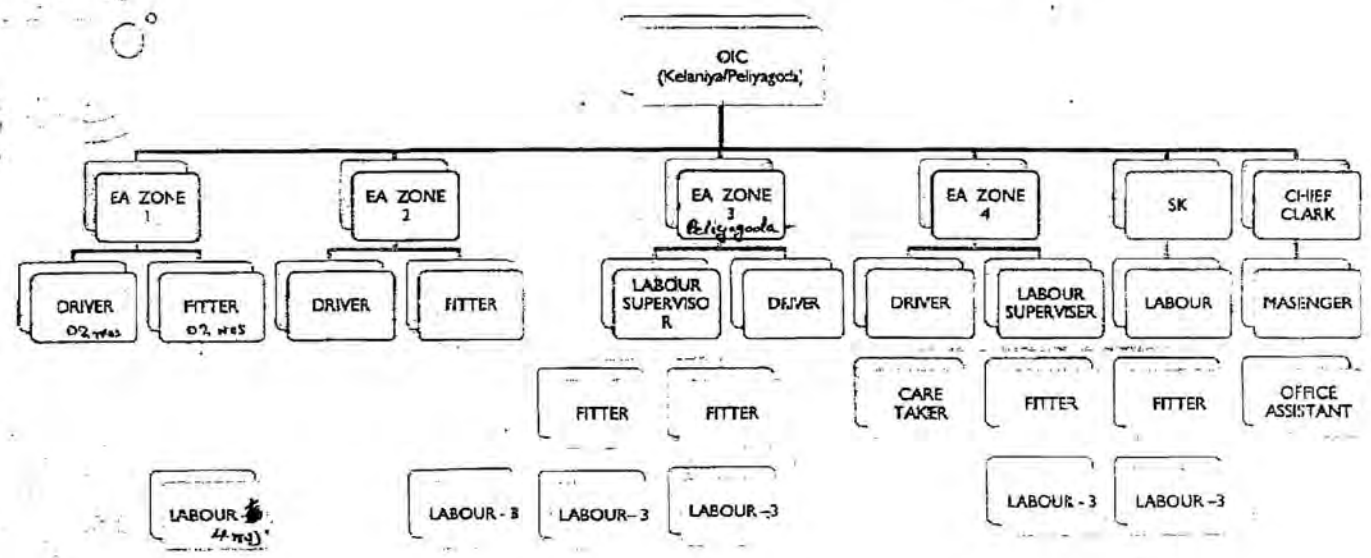 OIC
(Kelaniya/Peliyagoda)
EA ZONE
1
EA ZONE
2
EA ZONE
3
Peliyagoda
EA ZONE
4
SK
CHIEF
CLARK
DRIVER
02 nos
FITTER
02 nos
DRIVER
FITTER
LABOUR
SUPERVISO
R
DRIVER
DRIVER
LABOUR
SUPERVISER
LABOUR
MASENGER
FITTER
FITTER
CARE
TAKER
FITTER
FITTER
OFFICE
ASSISTANT
LABOUR -
4
LABOUR - 3
LABOUR - 3
LABOUR - 3
LABOUR - 3
LABOUR - 3